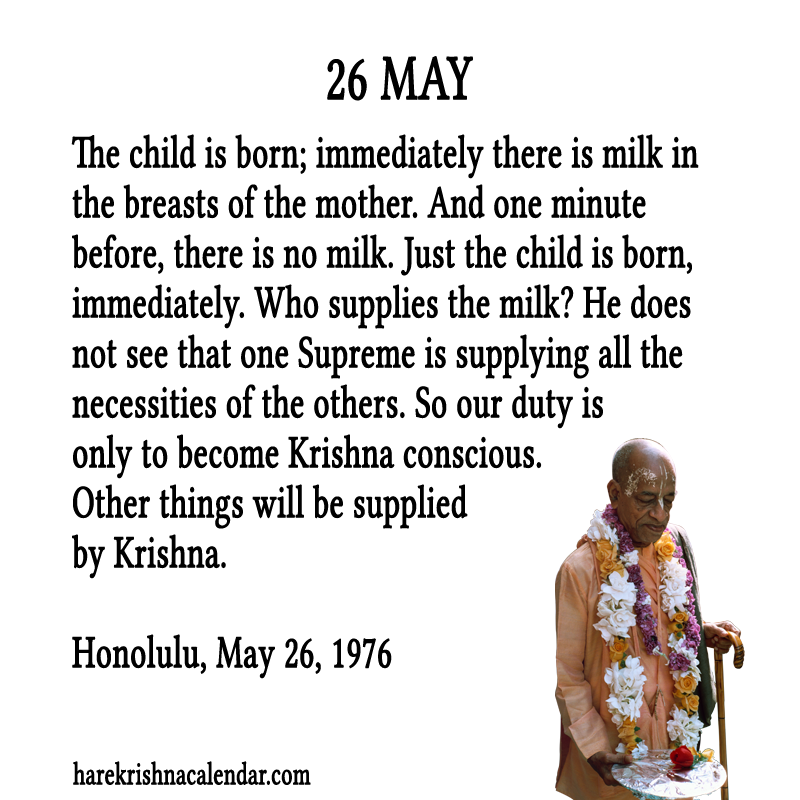 26 MAY
The child is born; immediately there is milk in
the breasts of the mother. And one minute
before, there is no milk. Just the child is born,
immediately. Who supplies the milk? He does
not see that one Supreme is supplying all the
necessities of the others. So our duty is
only to become Krishna conscious.
Other things will be supplied
by Krishna.
Honolulu, May 26, 1976
harekrishnacalendar.com